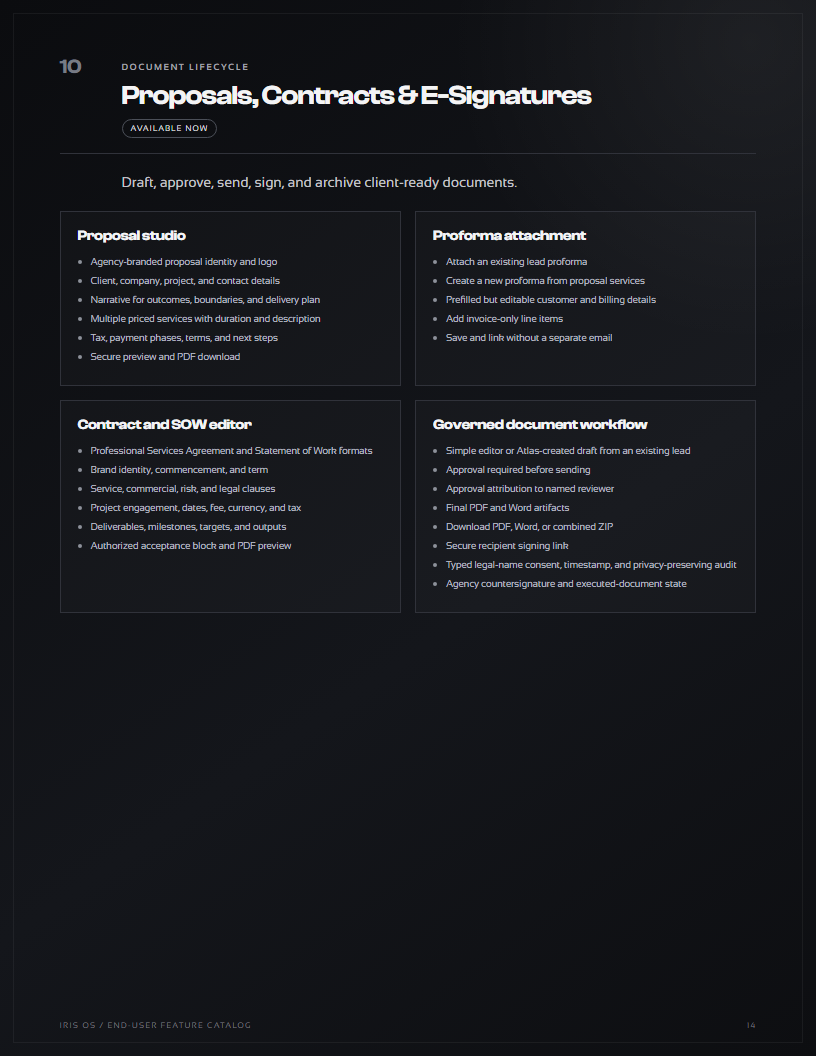 10
DOCUMENT LIFECYCLE
Proposals, Contracts & E-Signatures
AVAILABLE NOW
Draft, approve, send, sign, and archive client-ready documents.
Proposal studio
Agency-branded proposal identity and logo
Client, company, project, and contact details
Narrative for outcomes, boundaries, and delivery plan
Multiple priced services with duration and description
Tax, payment phases, terms, and next steps
Secure preview and PDF download
Proforma attachment
Attach an existing lead proforma
Create a new proforma from proposal services
Prefilled but editable customer and billing details
Add invoice-only line items
Save and link without a separate email
Contract and SOW editor
Professional Services Agreement and Statement of Work formats
Brand identity, commencement, and term
Service, commercial, risk, and legal clauses
Project engagement, dates, fee, currency, and tax
Deliverables, milestones, targets, and outputs
Authorized acceptance block and PDF preview
Governed document workflow
Simple editor or Atlas-created draft from an existing lead
Approval required before sending
Approval attribution to named reviewer
Final PDF and Word artifacts
Download PDF, Word, or combined ZIP
Secure recipient signing link
Typed legal-name consent, timestamp, and privacy-preserving audit
Agency countersignature and executed-document state
IRIS OS / END-USER FEATURE CATALOG
14